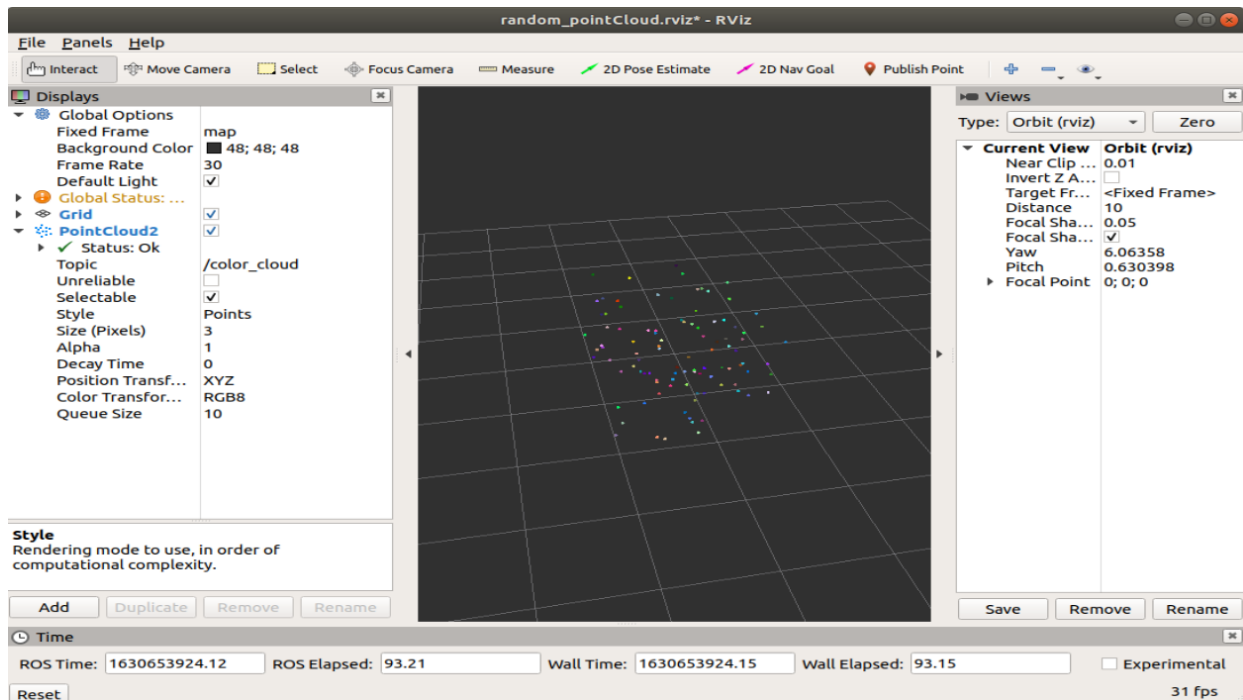 random_pointCloud.rviz* - RViz
File Panels Help
Interact Move Camera Select Focus Camera Measure 2D Pose Estimate 2D Nav Goal Publish Point
Displays
Global Options
Fixed Frame map
Background Color 48; 48; 48
Frame Rate 30
Default Light
Global Status: ...
Grid
PointCloud2
Status: Ok
Topic /color_cloud
Unreliable
Selectable
Style Points
Size (Pixels) 3
Alpha 1
Decay Time 0
Position Transf... XYZ
Color Transfor... RGB8
Queue Size 10
Style
Rendering mode to use, in order of
computational complexity.
Add Duplicate Remove Rename
Views
Type: Orbit (rviz) Zero
Current View Orbit (rviz)
Near Clip ... 0.01
Invert Z A...
Target Fr... <Fixed Frame>
Distance 10
Focal Sha... 0.05
Focal Sha...
Yaw 6.06358
Pitch 0.630398
Focal Point 0; 0; 0
Save Remove Rename
Time
ROS Time: 1630653924.12 ROS Elapsed: 93.21 Wall Time: 1630653924.15 Wall Elapsed: 93.15 Experimental
Reset 31 fps